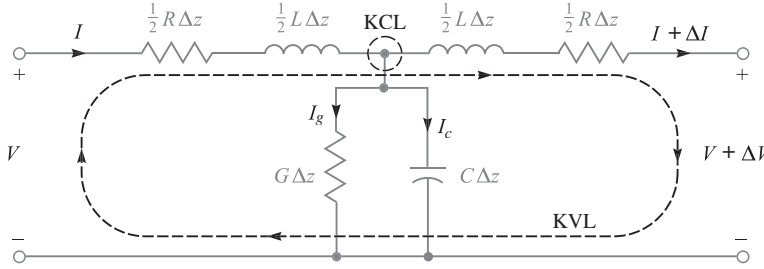 ½ R Δz
½ L Δz
KCL
½ L Δz
½ R Δz
I
I + ΔI
+
+
I_g
I_c
V
G Δz
C Δz
V + ΔV
KVL
−
−